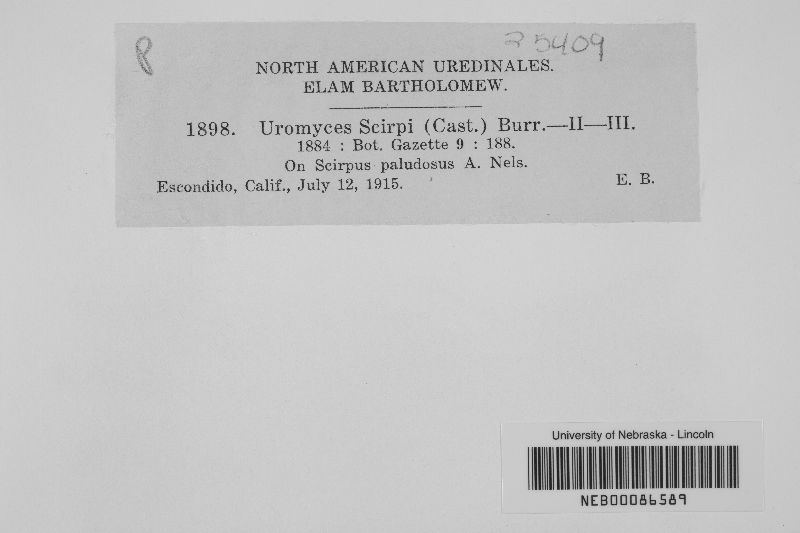 P 25409
NORTH AMERICAN UREDINALES.
ELAM BARTHOLOMEW.
1898. Uromyces Scirpi (Cast.) Burr.—II—III.
1884 : Bot. Gazette 9 : 188.
On Scirpus paludosus A. Nels.
Escondido, Calif., July 12, 1915. E. B.
University of Nebraska - Lincoln
NEB00086589